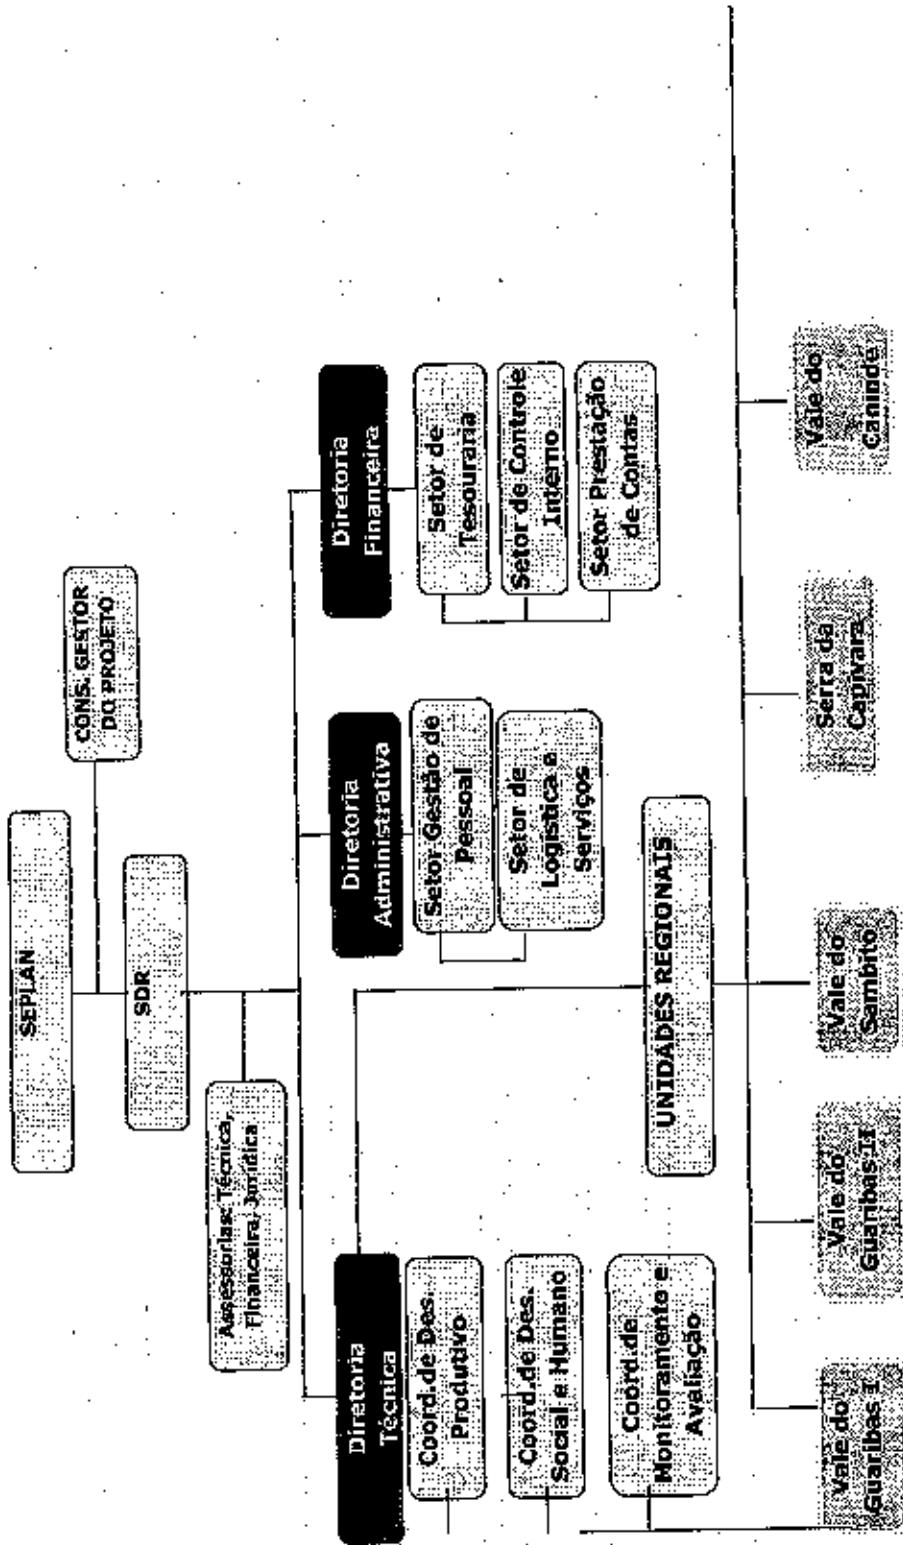 SEPLAN
CONS. GESTOR
DO PROJETO
SDR
Assessorias: Técnica,
Financeira, Jurídica
Diretoria
Técnica
Coord.de Des.
Produtivo
Coord.de Des.
Social e Humano
Coord.de
Monitoramento e
Avaliação
Diretoria
Administrativa
Setor Gestão de
Pessoal
Setor de
Logística e
Serviços
Diretoria
Financeira
Setor de
Tesouraria
Setor de Controle
Interno
Setor Prestação
de Contas
UNIDADES REGIONAIS
Vale do
Guaribas I
Vale do
Guaribas II
Vale do
Sambito
Serra da
Capivara
Vale do
Canindé